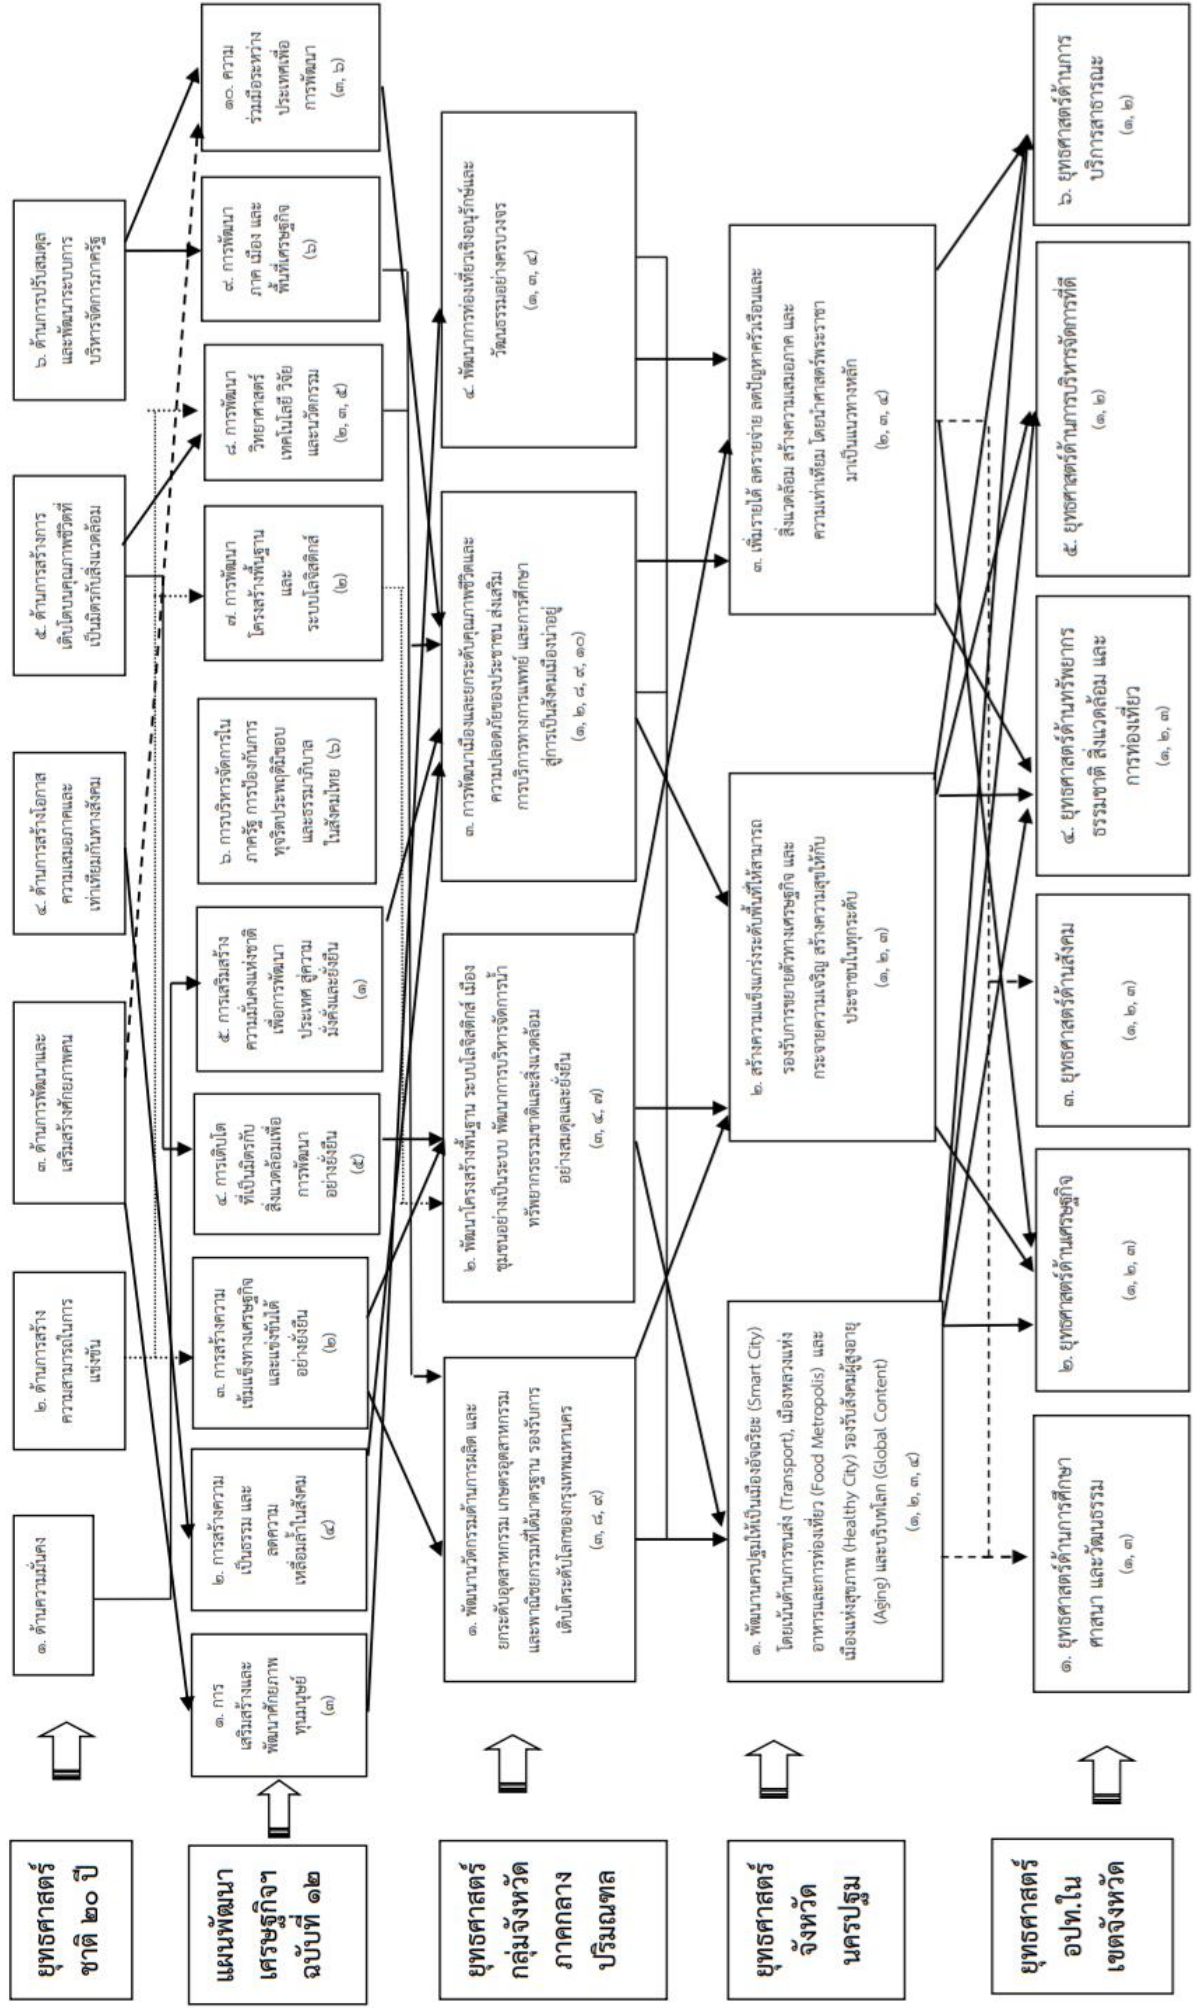 ยุทธศาสตร์
ชาติ ๒๐ ปี
๑. ด้านความมั่นคง
๒. ด้านการสร้าง
ความสามารถในการ
แข่งขัน
๓. ด้านการพัฒนาและ
เสริมสร้างศักยภาพคน
๔. ด้านการสร้างโอกาส
ความเสมอภาคและ
เท่าเทียมกันทางสังคม
๕. ด้านการสร้างการ
เติบโตบนคุณภาพชีวิตที่
เป็นมิตรกับสิ่งแวดล้อม
๖. ด้านการปรับสมดุล
และพัฒนาระบบการ
บริหารจัดการภาครัฐ
แผนพัฒนา
เศรษฐกิจฯ
ฉบับที่ ๑๒
๑. การ
เสริมสร้างและ
พัฒนาศักยภาพ
ทุนมนุษย์
(๓)
๒. การสร้างความ
เป็นธรรม และ
ลดความ
เหลื่อมล้ำในสังคม
(๔)
๓. การสร้างความ
เข้มแข็งทางเศรษฐกิจ
และแข่งขันได้
อย่างยั่งยืน
(๒)
๔. การเติบโต
ที่เป็นมิตรกับ
สิ่งแวดล้อมเพื่อ
การพัฒนา
อย่างยั่งยืน
(๕)
๕. การเสริมสร้าง
ความมั่นคงแห่งชาติ
เพื่อการพัฒนา
ประเทศ สู่ความ
มั่งคั่งและยั่งยืน
(๑)
๖. การบริหารจัดการใน
ภาครัฐ การป้องกันการ
ทุจริตประพฤติมิชอบ
และธรรมาภิบาล
ในสังคมไทย (๖)
๗. การพัฒนา
โครงสร้างพื้นฐาน
และ
ระบบโลจิสติกส์
(๒)
๘. การพัฒนา
วิทยาศาสตร์
เทคโนโลยี วิจัย
และนวัตกรรม
(๒, ๓, ๕)
๙. การพัฒนา
ภาค เมือง และ
พื้นที่เศรษฐกิจ
(๖)
๑๐. ความ
ร่วมมือระหว่าง
ประเทศเพื่อ
การพัฒนา
(๓, ๖)
ยุทธศาสตร์
กลุ่มจังหวัด
ภาคกลาง
ปริมณฑล
๑. พัฒนานวัตกรรมด้านการผลิต และ
ยกระดับอุตสาหกรรม เกษตรอุตสาหกรรม
และพาณิชยกรรมที่ได้มาตรฐาน รองรับการ
เติบโตระดับโลกของกรุงเทพมหานคร
(๓, ๘, ๙)
๒. พัฒนาโครงสร้างพื้นฐาน ระบบโลจิสติกส์ เมือง
ชุมชนอย่างเป็นระบบ พัฒนาการบริหารจัดการน้ำ
ทรัพยากรธรรมชาติและสิ่งแวดล้อม
อย่างสมดุลและยั่งยืน
(๓, ๔, ๗)
๓. การพัฒนาเมืองและยกระดับคุณภาพชีวิตและ
ความปลอดภัยของประชาชน ส่งเสริม
การบริการทางการแพทย์ และการศึกษา
สู่การเป็นสังคมเมืองน่าอยู่
(๑, ๒, ๘, ๙, ๑๐)
๔. พัฒนาการท่องเที่ยวเชิงอนุรักษ์และ
วัฒนธรรมอย่างครบวงจร
(๑, ๓, ๔)
ยุทธศาสตร์
จังหวัด
นครปฐม
๑. พัฒนานครปฐมให้เป็นเมืองอัจฉริยะ (Smart City)
โดยเน้นด้านการขนส่ง (Transport), เมืองหลวงแห่ง
อาหารและการท่องเที่ยว (Food Metropolis) และ
เมืองแห่งสุขภาพ (Healthy City) รองรับสังคมผู้สูงอายุ
(Aging) และบริบทโลก (Global Content)
(๑, ๒, ๓, ๔)
๒. สร้างความแข็งแกร่งระดับพื้นที่ให้สามารถ
รองรับการขยายตัวทางเศรษฐกิจ และ
กระจายความเจริญ สร้างความสุขให้กับ
ประชาชนในทุกระดับ
(๑, ๒, ๓)
๓. เพิ่มรายได้ ลดรายจ่าย ลดปัญหาครัวเรือนและ
สิ่งแวดล้อม สร้างความเสมอภาค และ
ความเท่าเทียม โดยนำศาสตร์พระราชา
มาเป็นแนวทางหลัก
(๒, ๓, ๔)
ยุทธศาสตร์
อปท.ใน
เขตจังหวัด
๑. ยุทธศาสตร์ด้านการศึกษา
ศาสนา และวัฒนธรรม
(๑, ๓)
๒. ยุทธศาสตร์ด้านเศรษฐกิจ
(๑, ๒, ๓)
๓. ยุทธศาสตร์ด้านสังคม
(๑, ๒, ๓)
๔. ยุทธศาสตร์ด้านทรัพยากร
ธรรมชาติ สิ่งแวดล้อม และ
การท่องเที่ยว
(๑, ๒, ๓)
๕. ยุทธศาสตร์ด้านการบริหารจัดการที่ดี
(๑, ๒)
๖. ยุทธศาสตร์ด้านการ
บริการสาธารณะ
(๑, ๒)